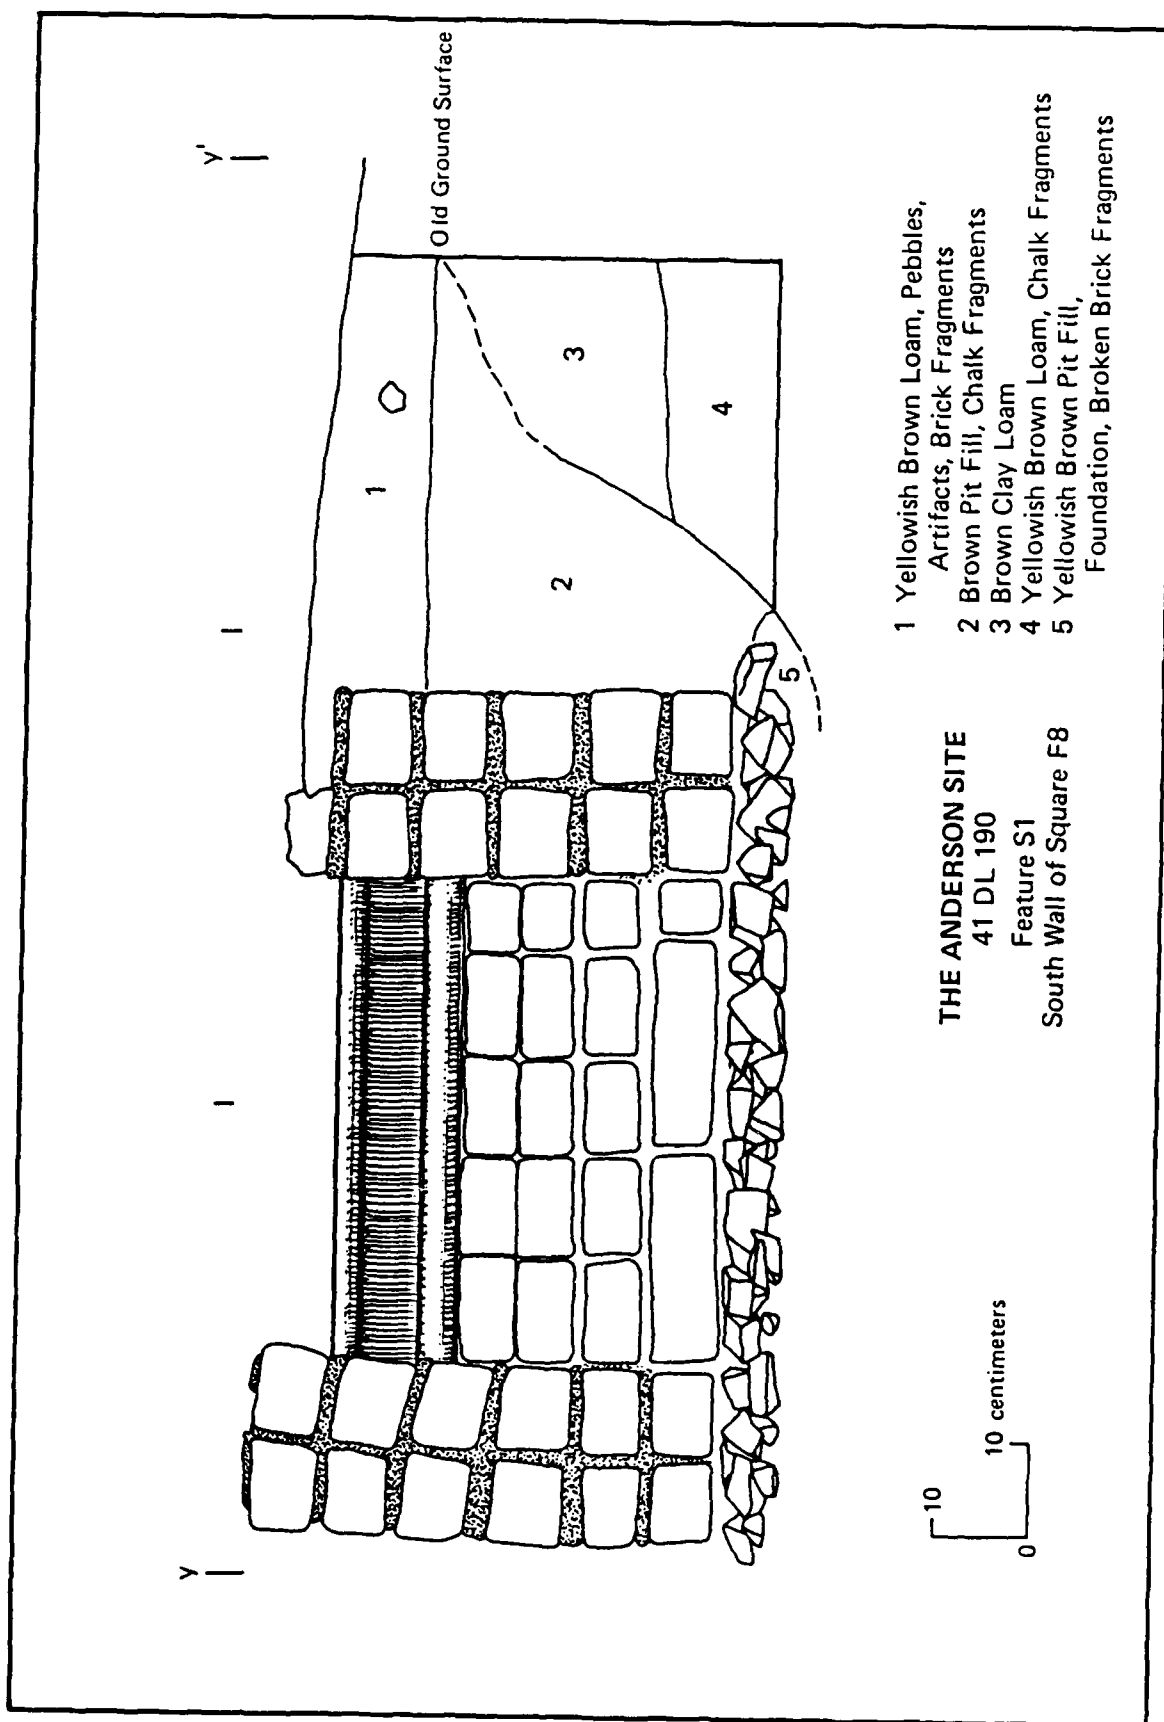 Y
Y'
Old Ground Surface
1
2
3
4
5
10
0
10 centimeters
THE ANDERSON SITE
41 DL 190
Feature S1
South Wall of Square F8
1 Yellowish Brown Loam, Pebbles,
Artifacts, Brick Fragments
2 Brown Pit Fill, Chalk Fragments
3 Brown Clay Loam
4 Yellowish Brown Loam, Chalk Fragments
5 Yellowish Brown Pit Fill,
Foundation, Broken Brick Fragments